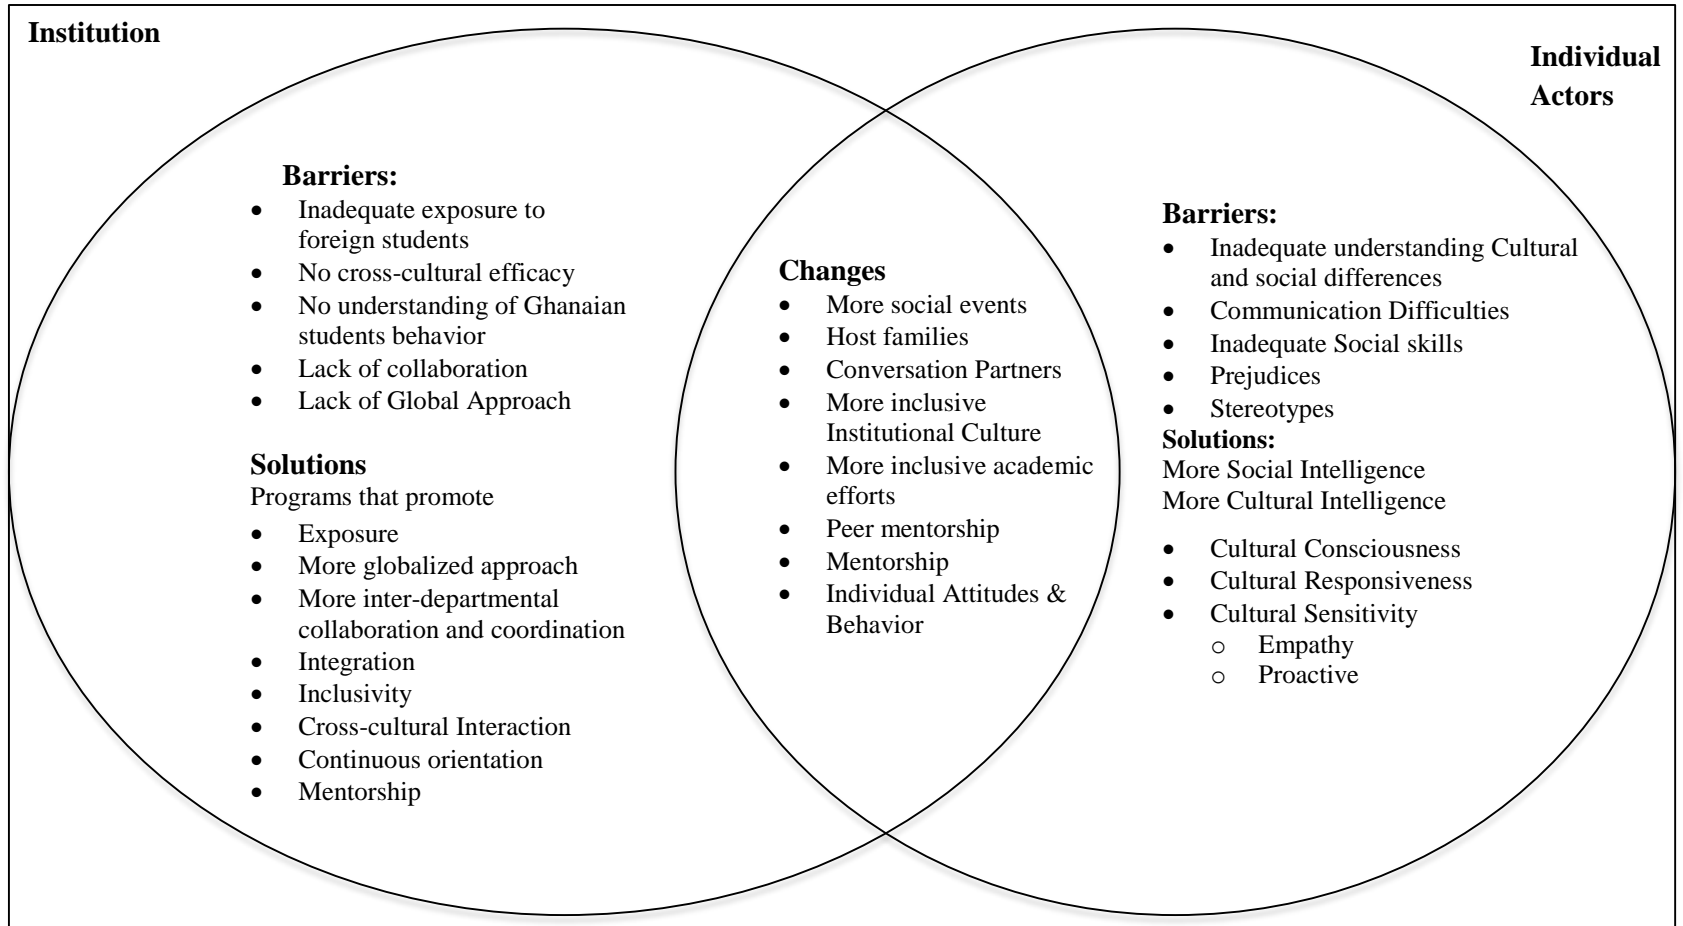 Institution
Individual
Actors
Barriers:
• Inadequate exposure to
foreign students
• No cross-cultural efficacy
• No understanding of Ghanaian
students behavior
• Lack of collaboration
• Lack of Global Approach
Solutions
Programs that promote
• Exposure
• More globalized approach
• More inter-departmental
collaboration and coordination
• Integration
• Inclusivity
• Cross-cultural Interaction
• Continuous orientation
• Mentorship
Changes
• More social events
• Host families
• Conversation Partners
• More inclusive
Institutional Culture
• More inclusive academic
efforts
• Peer mentorship
• Mentorship
• Individual Attitudes &
Behavior
Barriers:
• Inadequate understanding Cultural
and social differences
• Communication Difficulties
• Inadequate Social skills
• Prejudices
• Stereotypes
Solutions:
More Social Intelligence
More Cultural Intelligence
• Cultural Consciousness
• Cultural Responsiveness
• Cultural Sensitivity
o Empathy
o Proactive